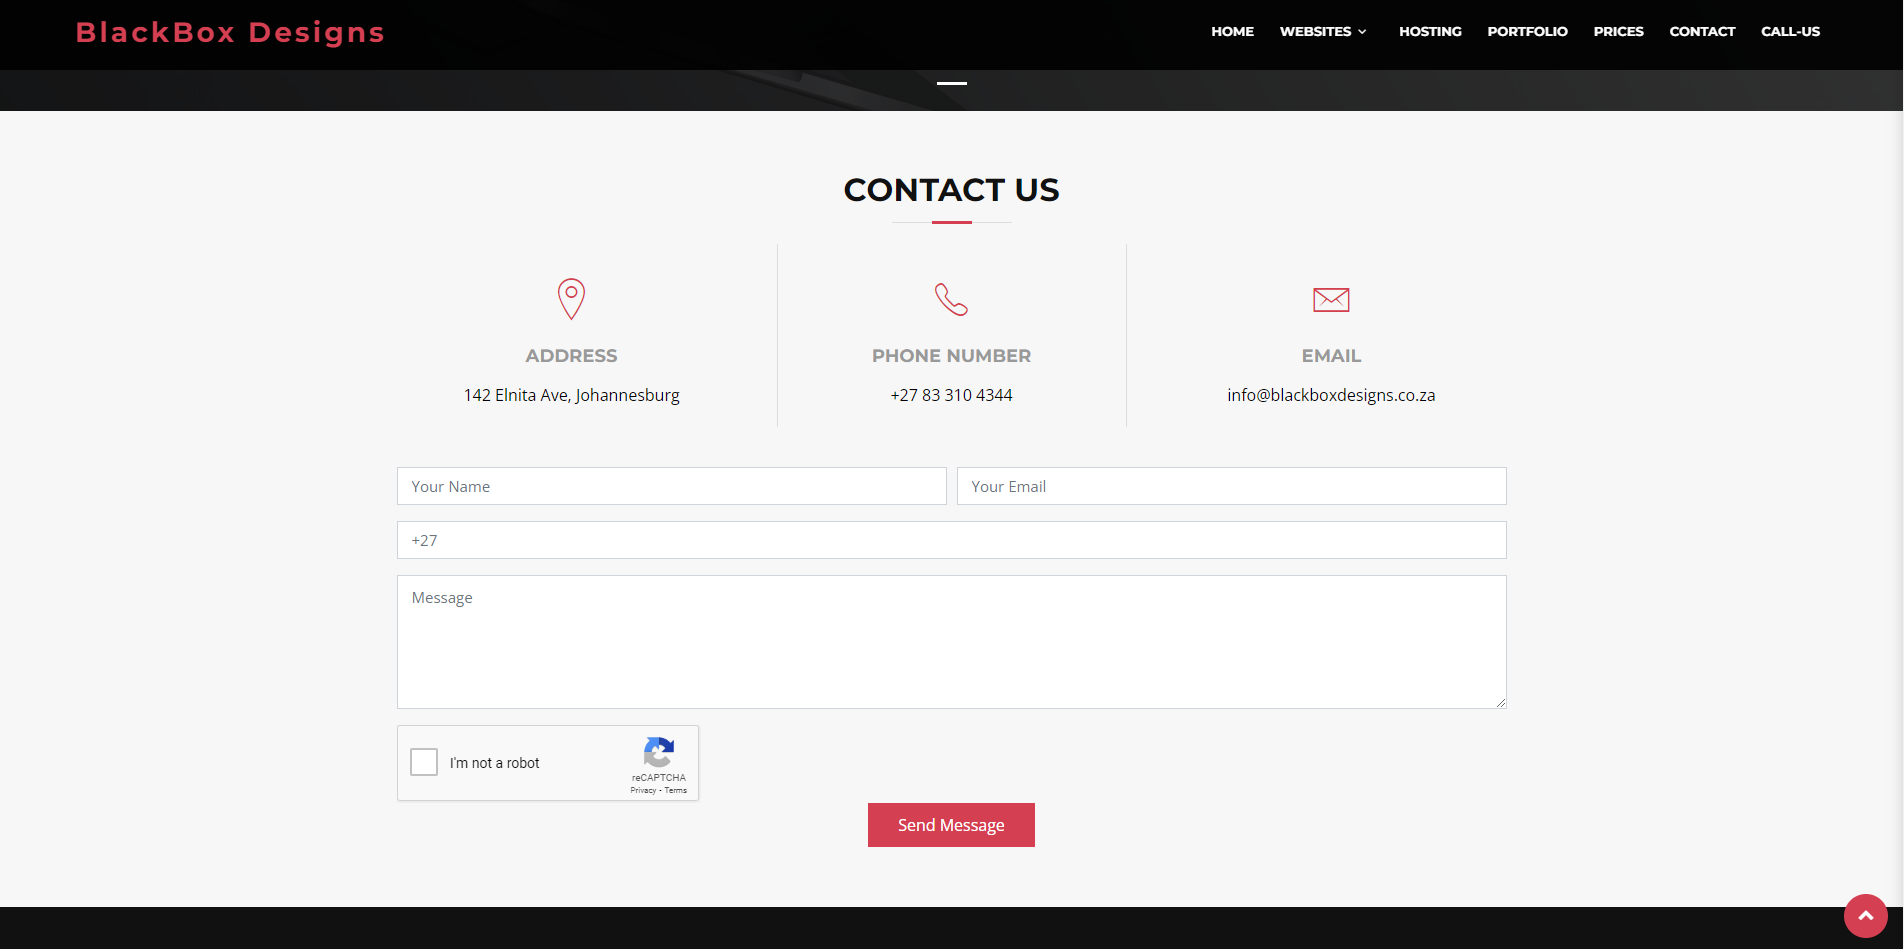 BlackBox Designs
HOME WEBSITES HOSTING PORTFOLIO PRICES CONTACT CALL-US
CONTACT US
ADDRESS
142 Elnita Ave, Johannesburg
PHONE NUMBER
+27 83 310 4344
EMAIL
info@blackboxdesigns.co.za
Your Name
Your Email
+27
Message
I'm not a robot
reCAPTCHA
Privacy - Terms
Send Message